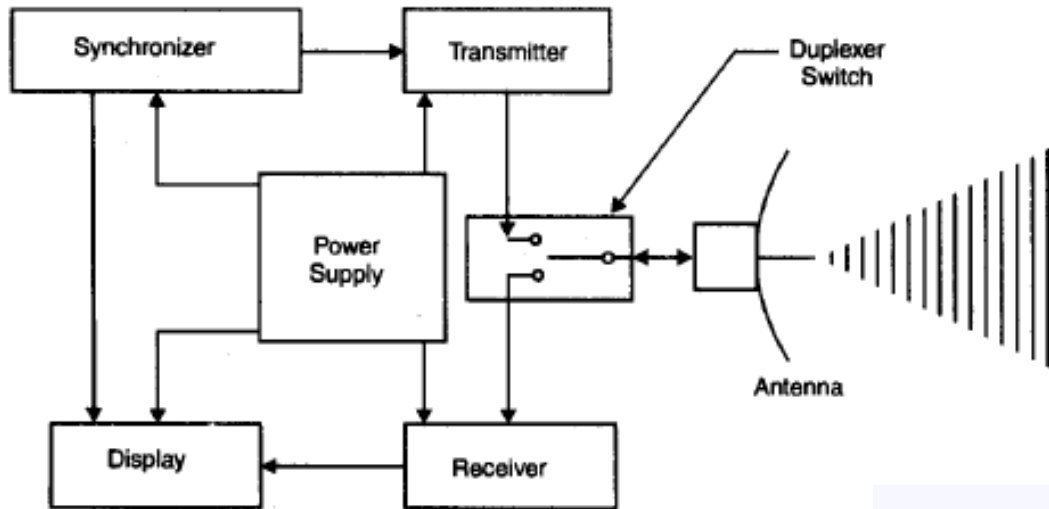 Synchronizer
Transmitter
Duplexer
Switch
Power
Supply
Antenna
Display
Receiver